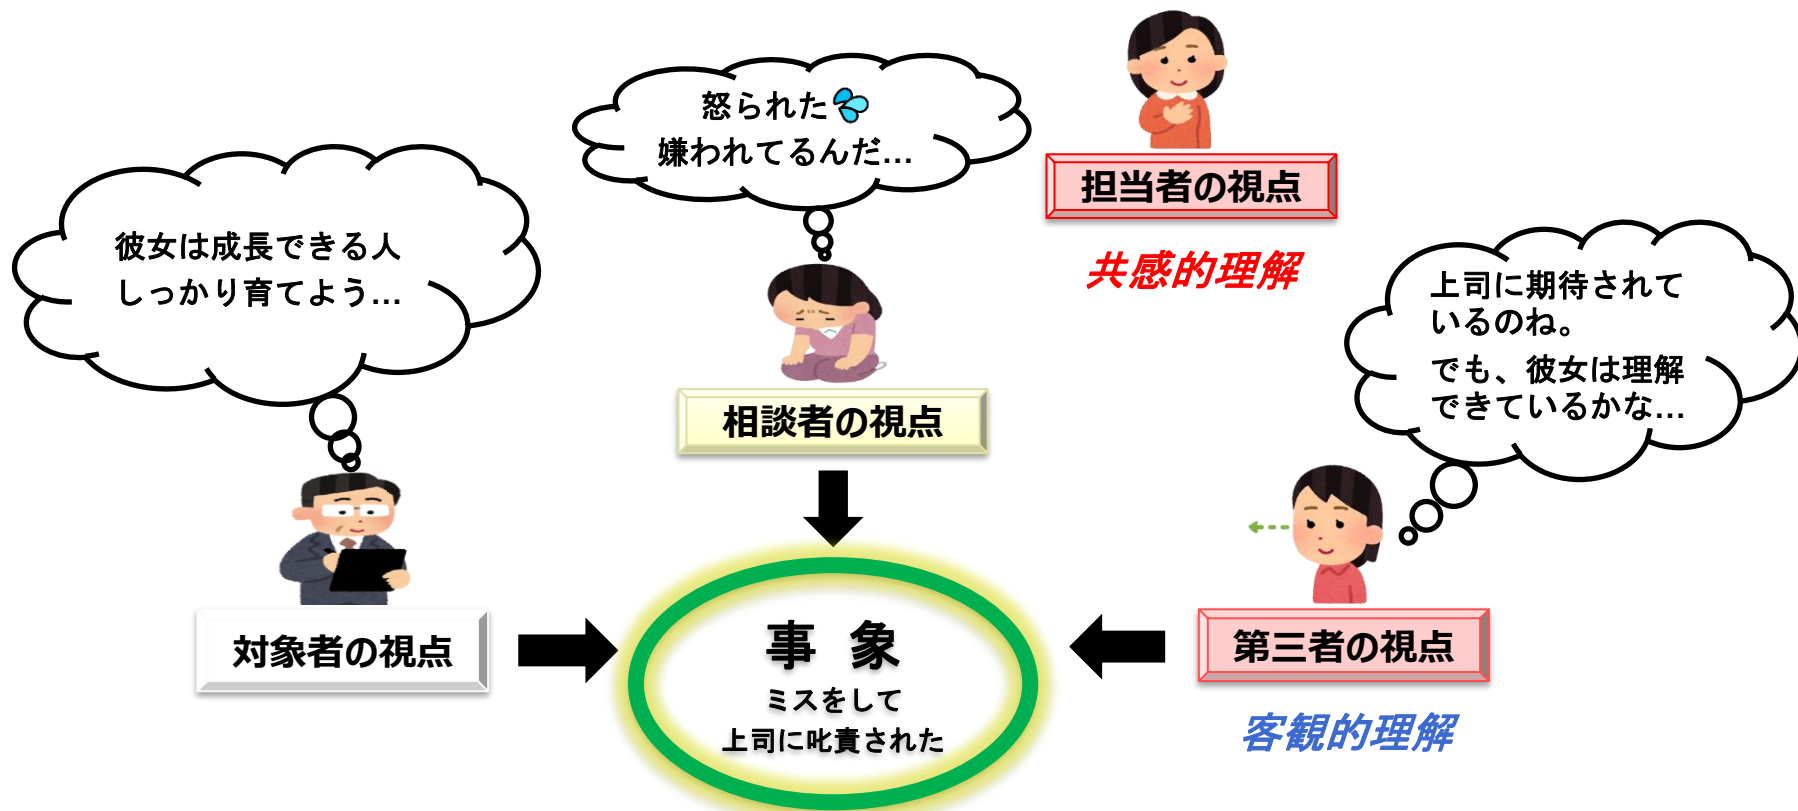 怒られた
嫌われてるんだ…
担当者の視点
共感的理解
彼女は成長できる人
しっかり育てよう…
上司に期待されて
いるのね。
でも、彼女は理解
できているかな…
相談者の視点
対象者の視点
事 象
ミスをして
上司に叱責された
第三者の視点
客観的理解